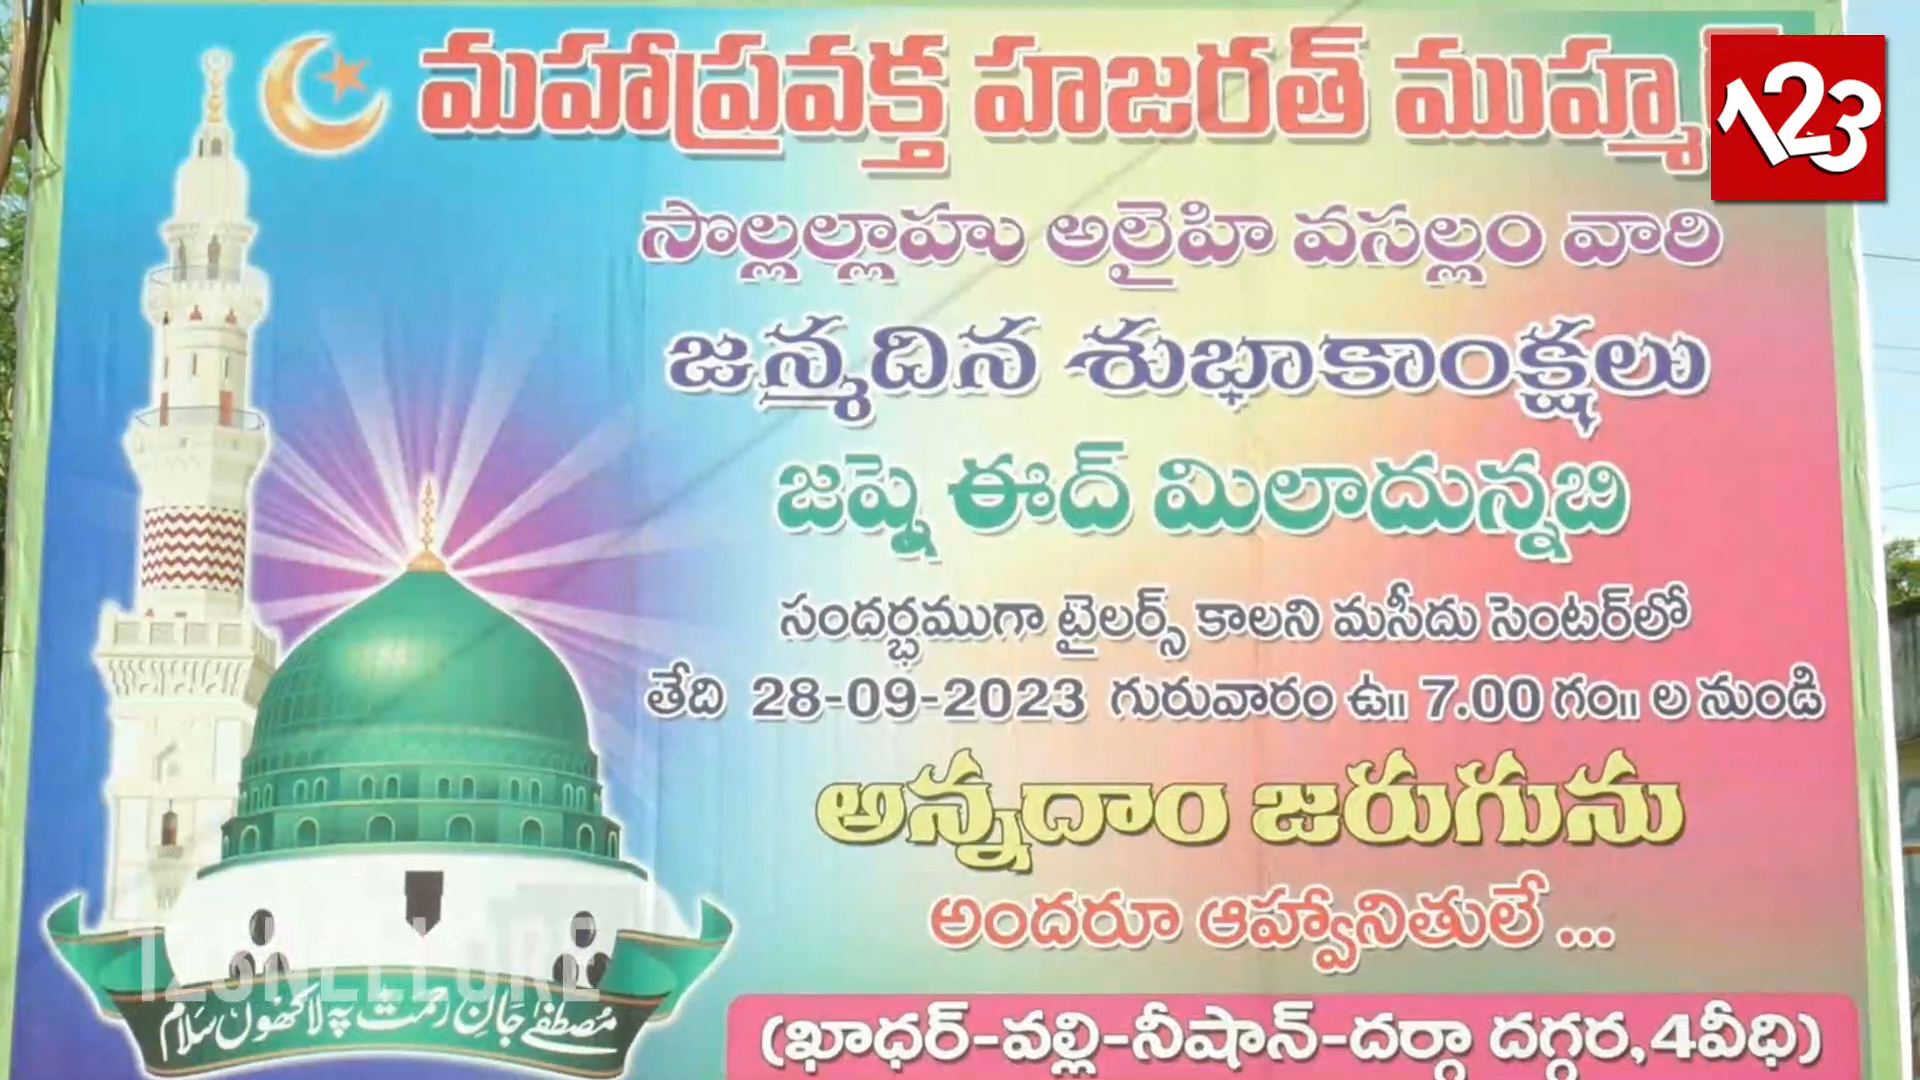 మహాప్రవక్త హజరత్ ముహ్మ
123
సొల్లల్లాహు అలైహి వసల్లం వారి
జన్మదిన శుభాకాంక్షలు
జష్నె ఈద్ మిలాదున్నబి
సందర్భముగా టైలర్స్ కాలని మసీదు సెంటర్‌లో
తేది 28-09-2023 గురువారం ఉ॥ 7.00 గం॥ ల నుండి
అన్నదాం జరుగును
అందరూ ఆహ్వానితులే ...
123NELLORE
مصطفےٰ جانِ رحمت پہ لاکھوں سلام
(ఖాధర్-వల్లి-నీషాన్-దర్గా దగ్గర,4వీధి)